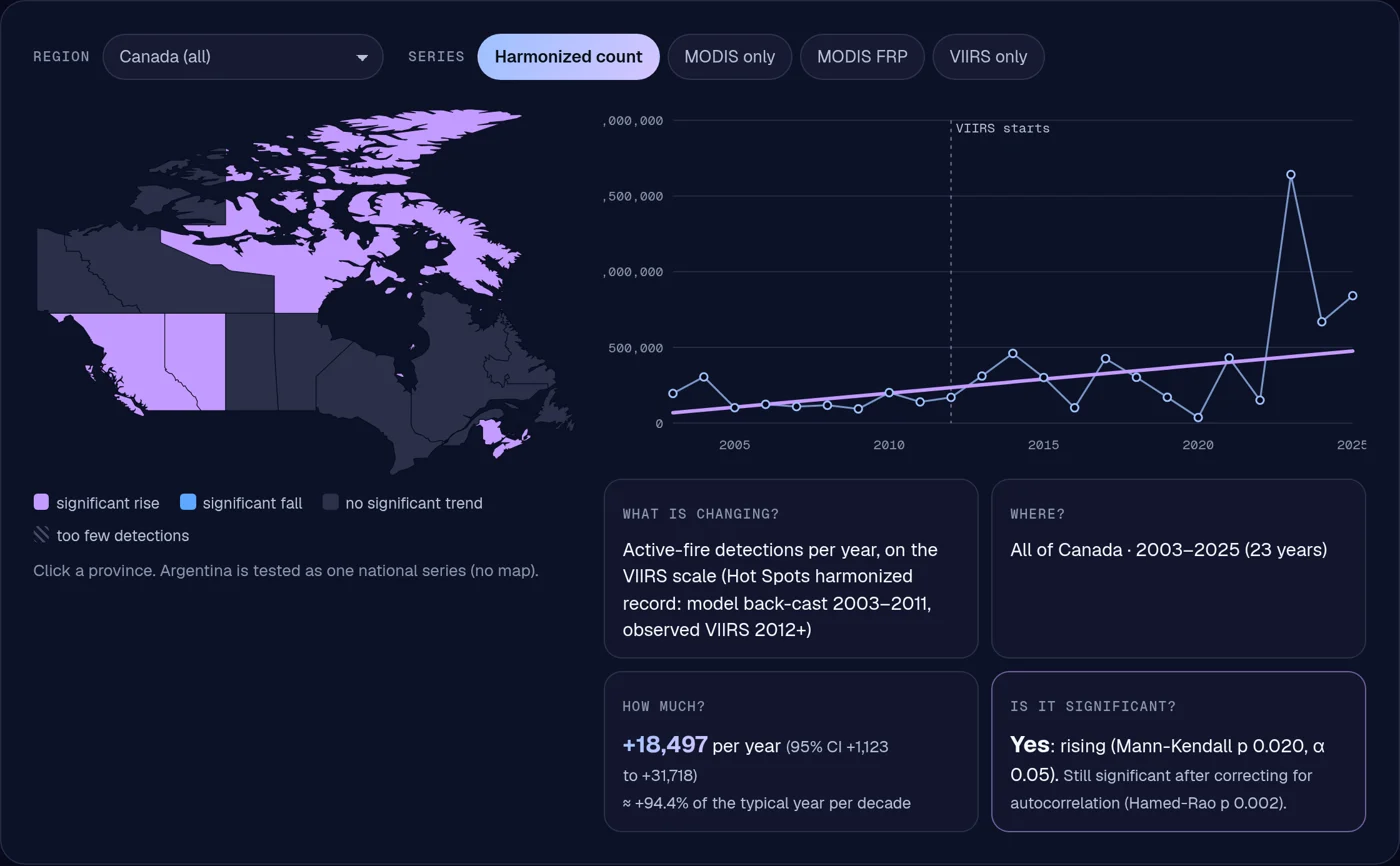 REGION Canada (all) SERIES Harmonized count MODIS only MODIS FRP VIIRS only
,000,000
VIIRS starts
,500,000
,000,000
500,000
0
2005 2010 2015 2020 2025
significant rise significant fall no significant trend
too few detections
Click a province. Argentina is tested as one national series (no map).
WHAT IS CHANGING?
Active-fire detections per year, on the
VIIRS scale (Hot Spots harmonized
record: model back-cast 2003–2011,
observed VIIRS 2012+)
WHERE?
All of Canada · 2003–2025 (23 years)
HOW MUCH?
+18,497 per year (95% CI +1,123
to +31,718)
≈ +94.4% of the typical year per decade
IS IT SIGNIFICANT?
Yes: rising (Mann-Kendall p 0.020, α
0.05). Still significant after correcting for
autocorrelation (Hamed-Rao p 0.002).